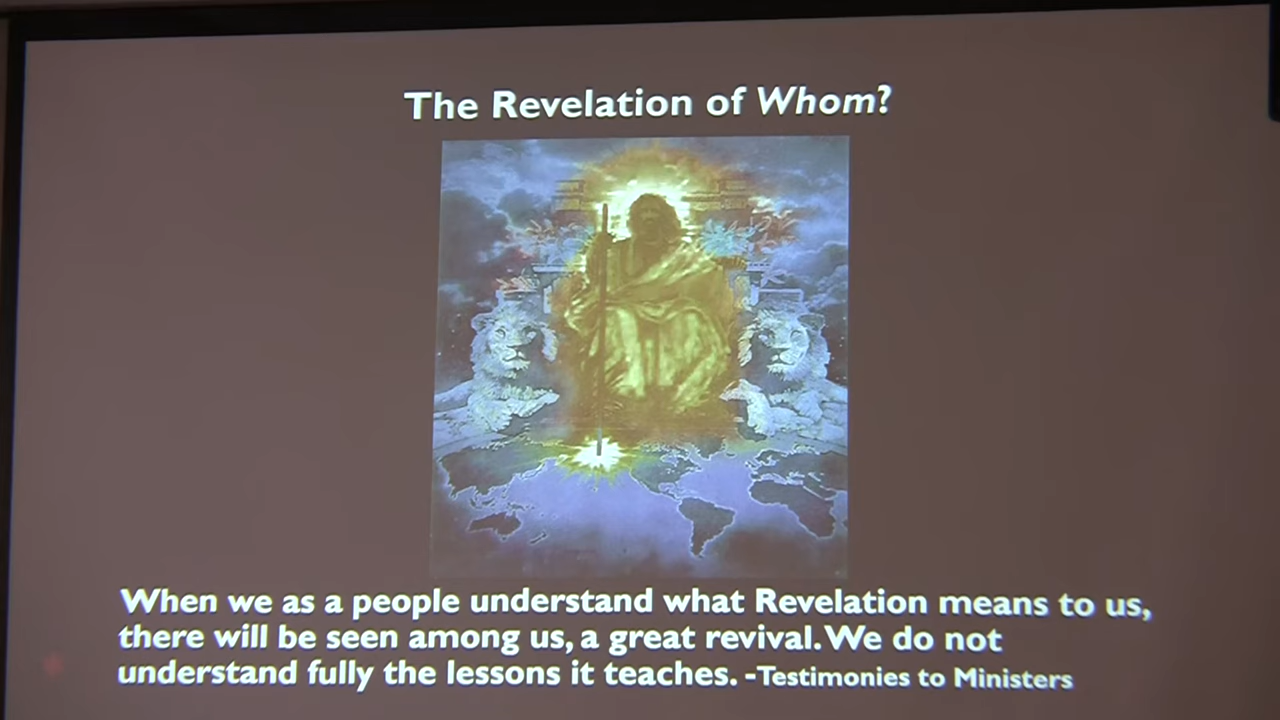 The Revelation of Whom?
When we as a people understand what Revelation means to us,
there will be seen among us, a great revival. We do not
understand fully the lessons it teaches. -Testimonies to Ministers